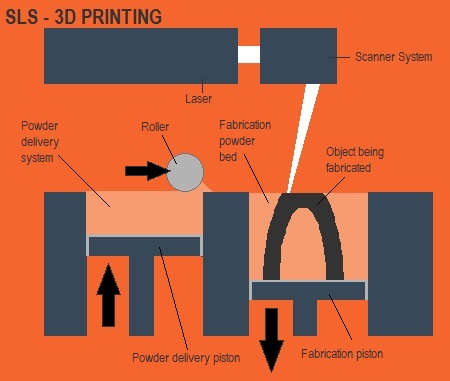 SLS - 3D PRINTING
Scanner System
Laser
Powder
delivery
system
Roller
Fabrication
powder
bed
Object being
fabricated
Powder delivery piston
Fabrication piston